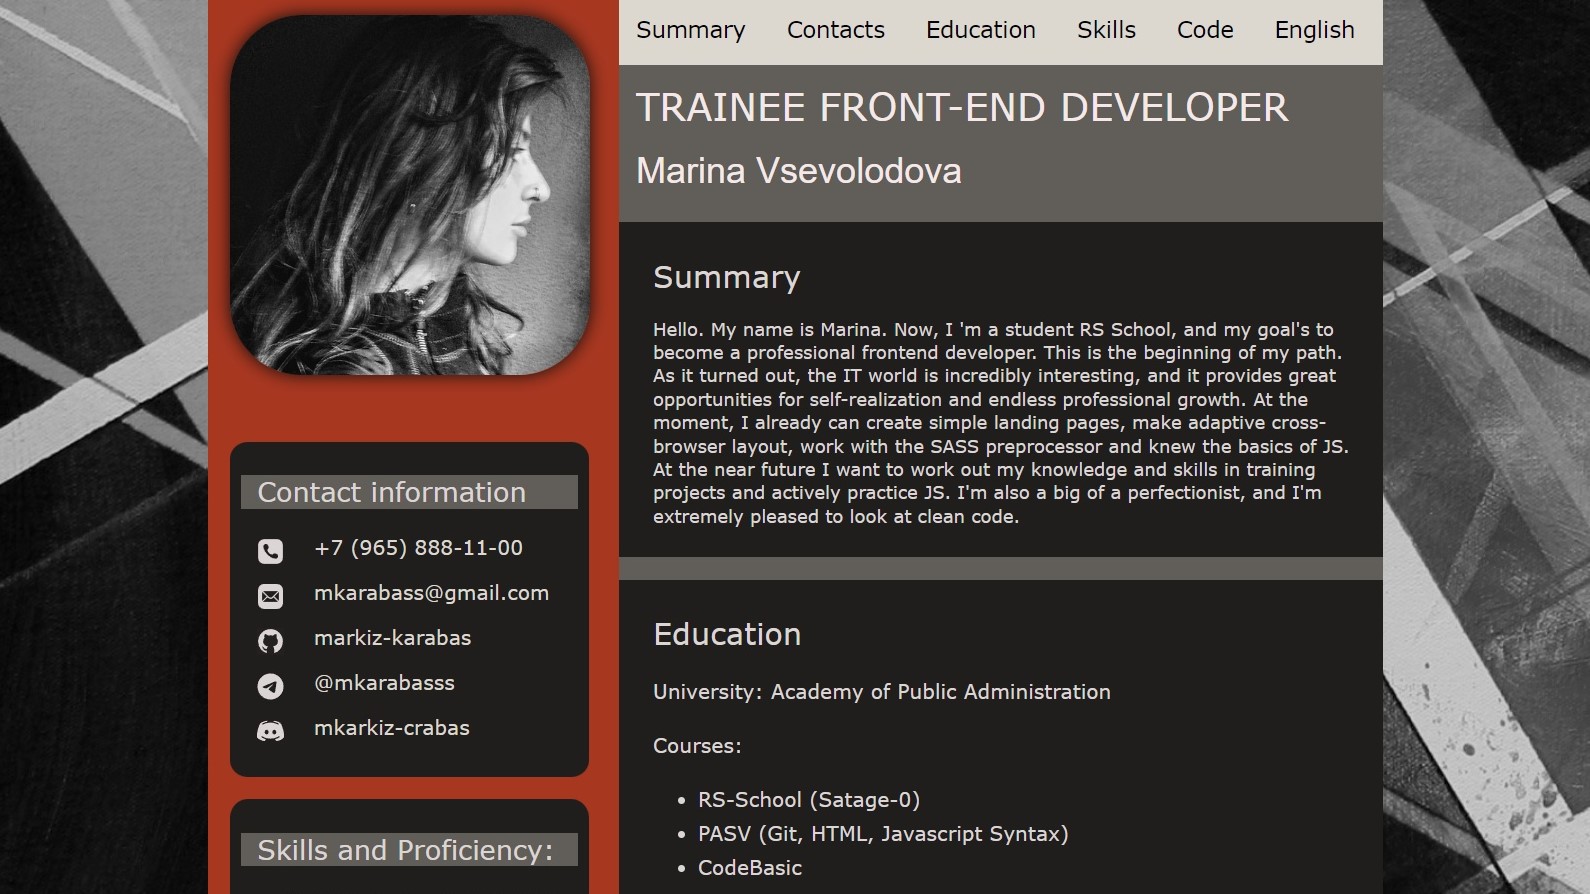 Summary Contacts Education Skills Code English
TRAINEE FRONT-END DEVELOPER
Marina Vsevolodova
Contact information
+7 (965) 888-11-00
mkarabass@gmail.com
markiz-karabas
@mkarabasss
mkarkiz-crabas
Skills and Proficiency:
Summary
Hello. My name is Marina. Now, I 'm a student RS School, and my goal's to
become a professional frontend developer. This is the beginning of my path.
As it turned out, the IT world is incredibly interesting, and it provides great
opportunities for self-realization and endless professional growth. At the
moment, I already can create simple landing pages, make adaptive cross-
browser layout, work with the SASS preprocessor and knew the basics of JS.
At the near future I want to work out my knowledge and skills in training
projects and actively practice JS. I'm also a big of a perfectionist, and I'm
extremely pleased to look at clean code.
Education
University: Academy of Public Administration
Courses:
• RS-School (Satage-0)
• PASV (Git, HTML, Javascript Syntax)
• CodeBasic